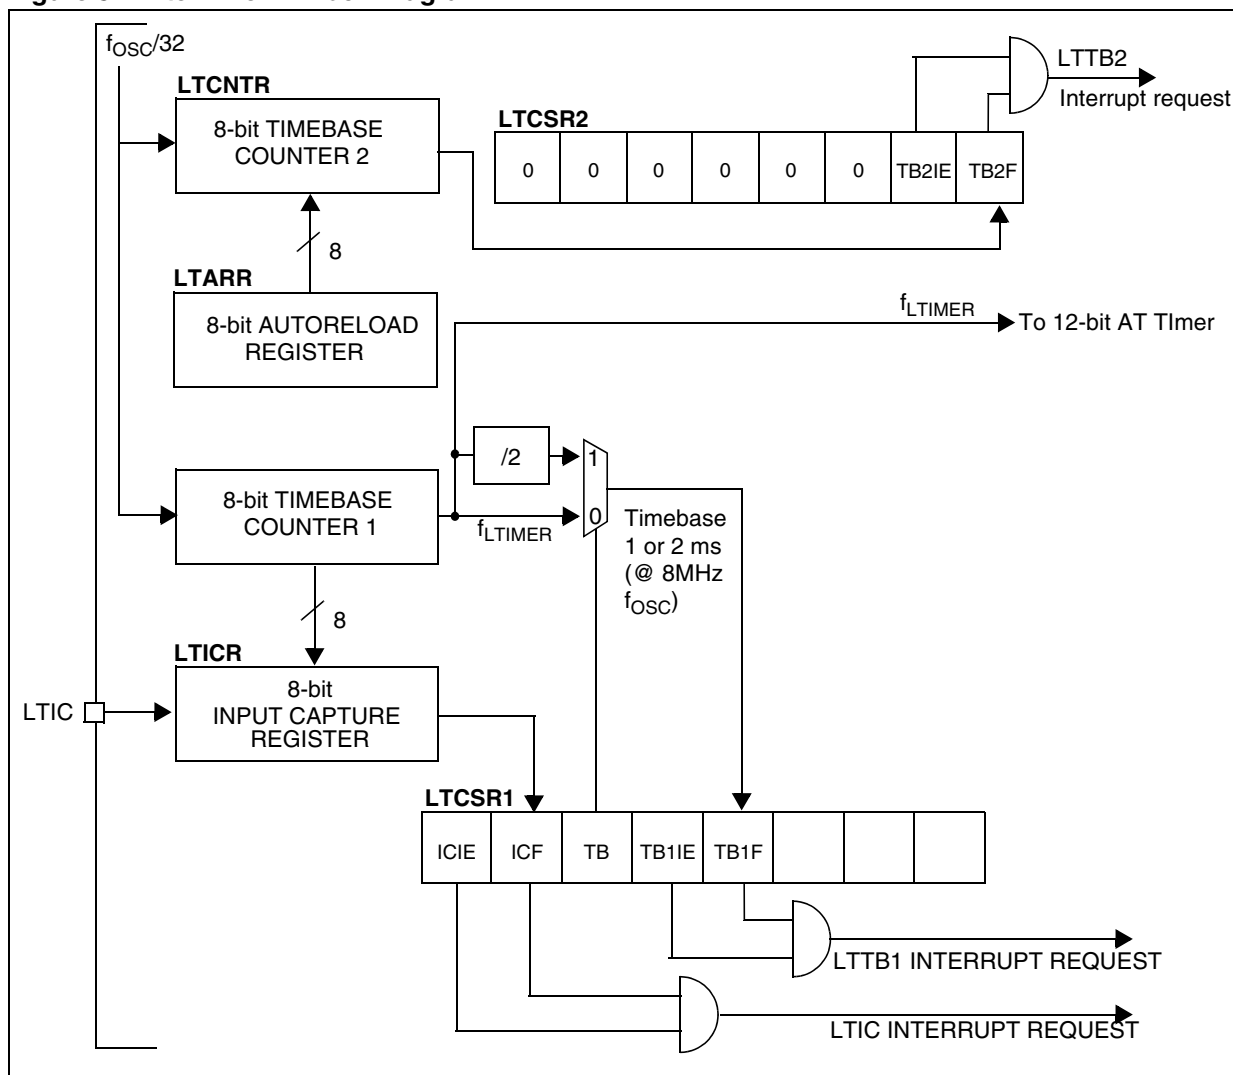 fOSC/32
LTCNTR
8-bit TIMEBASE
COUNTER 2
8
LTARR
8-bit AUTORELOAD
REGISTER
LTCSR2
0 0 0 0 0 0 TB2IE TB2F
LTTB2
Interrupt request
fLTIMER
To 12-bit AT TImer
/2
1
0
8-bit TIMEBASE
COUNTER 1
fLTIMER
Timebase
1 or 2 ms
(@ 8MHz
fOSC)
8
LTICR
LTIC
8-bit
INPUT CAPTURE
REGISTER
LTCSR1
ICIE ICF TB TB1IE TB1F
LTTB1 INTERRUPT REQUEST
LTIC INTERRUPT REQUEST